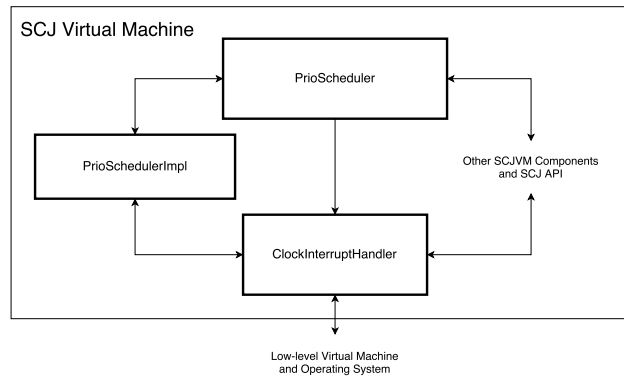 SCJ Virtual Machine
PrioScheduler
PrioSchedulerImpl
Other SCJVM Components
and SCJ API
ClockInterruptHandler
Low-level Virtual Machine
and Operating System